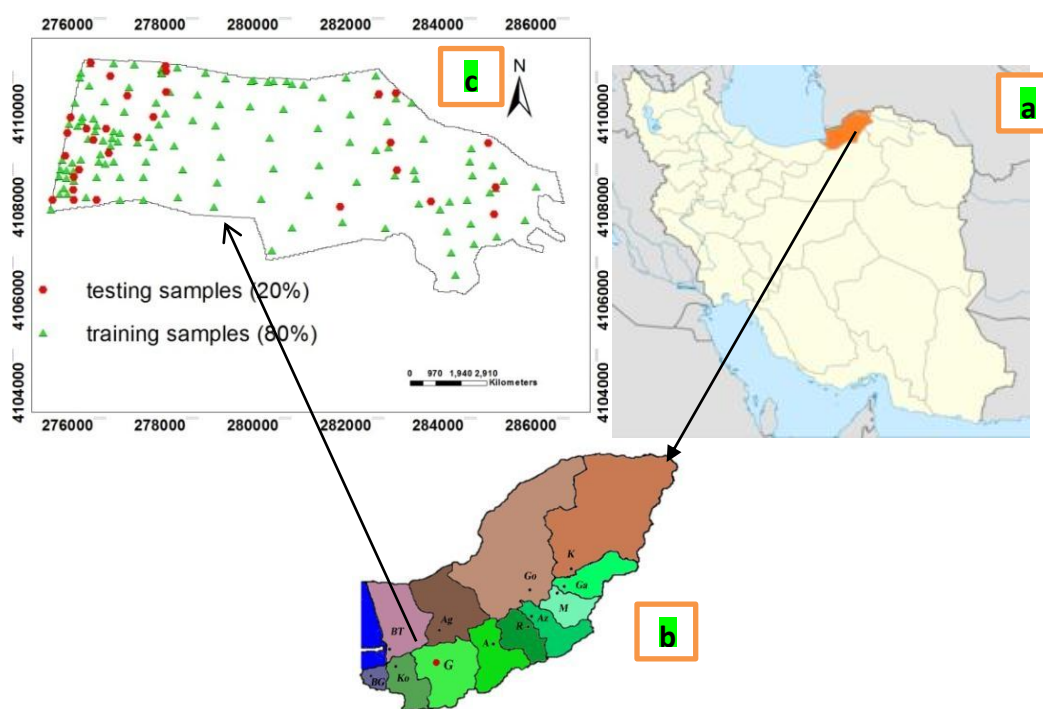 276000 278000 280000 282000 284000 286000
c
N
4110000
4108000
4106000
4104000
testing samples (20%)
training samples (80%)
0 970 1,940 2,910
Kilometers
4110000
4108000
4106000
4104000
276000 278000 280000 282000 284000 286000
a
K
Go
Ga
M
Az
R
A
Ag
BT
G
Ko
BG
b